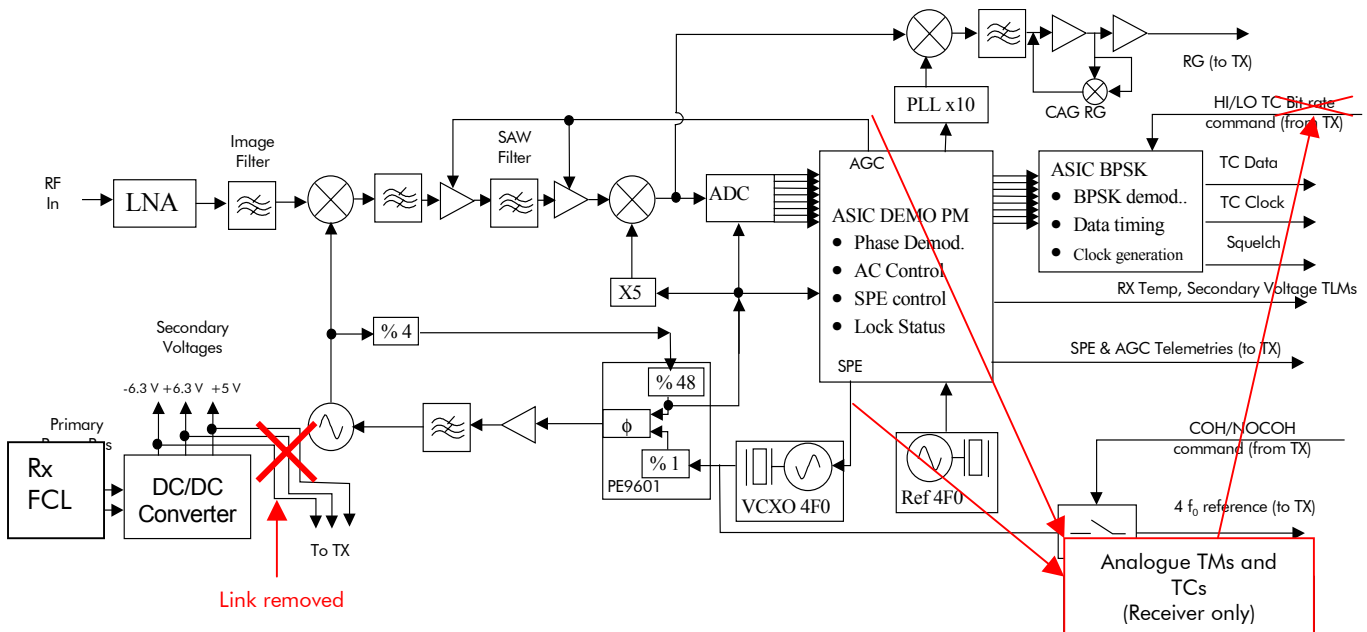 RG (to TX)
PLL x10
CAG RG
HI/LO TC Bit rate
command (from TX)
Image
Filter
SAW
Filter
AGC
RF
In
LNA
ADC
ASIC DEMO PM
• Phase Demod.
• AC Control
• SPE control
• Lock Status
SPE
ASIC BPSK
• BPSK demod..
• Data timing
• Clock generation
TC Data
TC Clock
Squelch
RX Temp, Secondary Voltage TLMs
X5
% 4
SPE & AGC Telemetries (to TX)
Secondary
Voltages
-6.3 V +6.3 V +5 V
% 48
ϕ
% 1
PE9601
Primary
Rx
FCL
DC/DC
Converter
To TX
Link removed
VCXO 4F0
Ref 4F0
COH/NOCOH
command (from TX)
4 f₀ reference (to TX)
Analogue TMs and
TCs
(Receiver only)